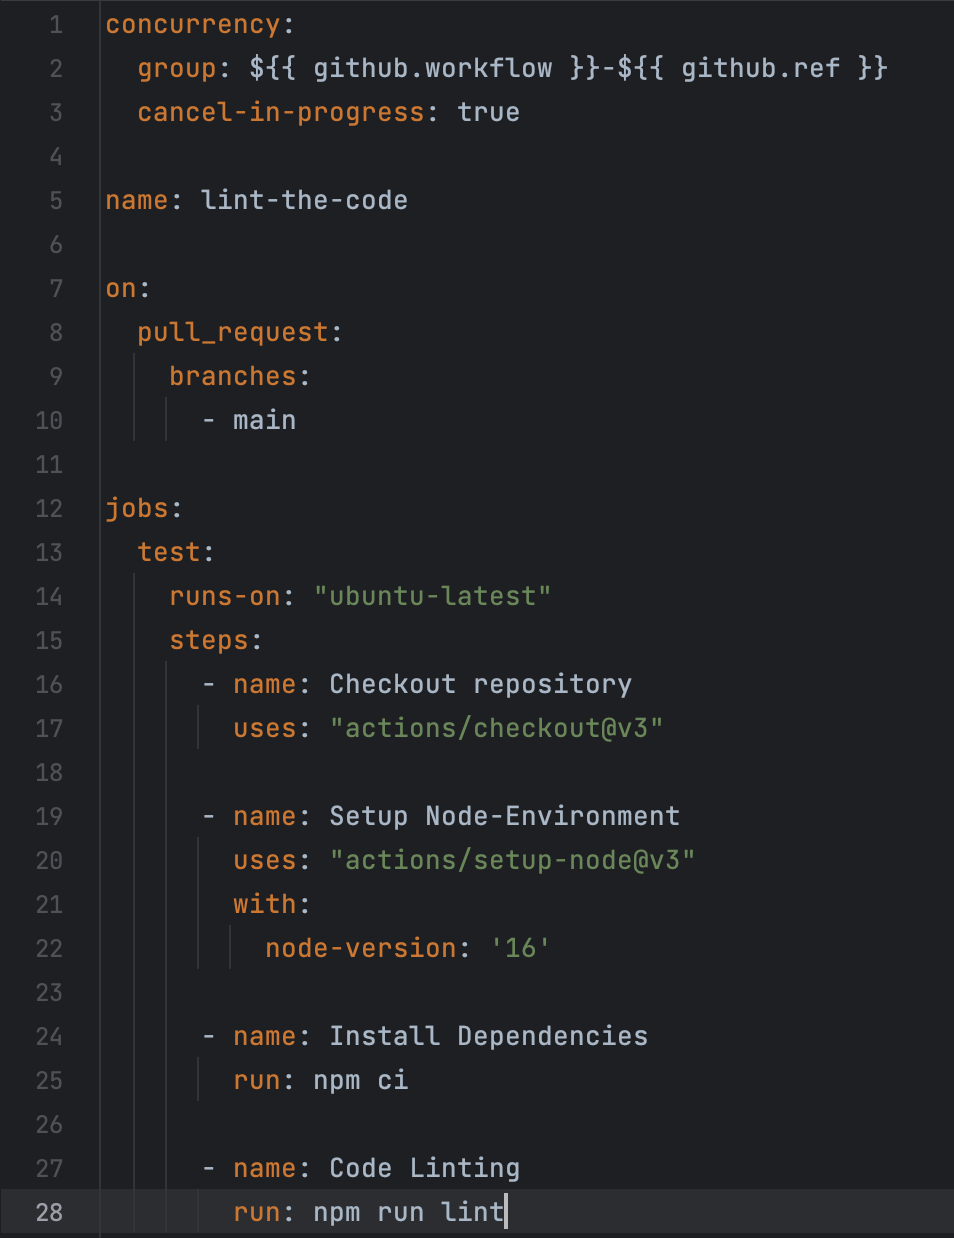 1 concurrency:
2   group: ${{ github.workflow }}-${{ github.ref }}
3   cancel-in-progress: true
4
5 name: lint-the-code
6
7 on:
8   pull_request:
9     branches:
10       - main
11
12 jobs:
13   test:
14     runs-on: "ubuntu-latest"
15     steps:
16       - name: Checkout repository
17         uses: "actions/checkout@v3"
18
19       - name: Setup Node-Environment
20         uses: "actions/setup-node@v3"
21         with:
22           node-version: '16'
23
24       - name: Install Dependencies
25         run: npm ci
26
27       - name: Code Linting
28         run: npm run lint